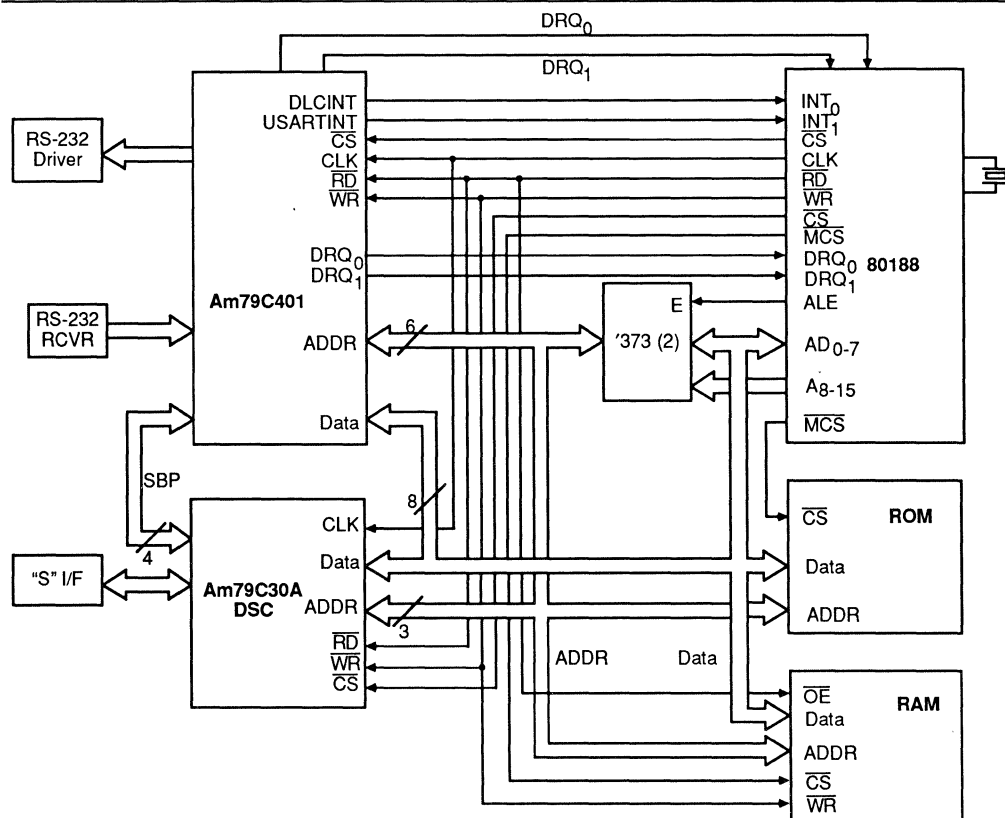 DRQ0
DRQ1
DLCINT
USARTINT
CS
CLK
RD
WR
DRQ0
DRQ1
Am79C401
ADDR
Data
INT0
INT1
CS
CLK
RD
WR
CS
MCS
DRQ0
80188
DRQ1
ALE
AD0-7
A8-15
MCS
RS-232
Driver
RS-232
RCVR
E
'373 (2)
6
8
SBP
4
"S" I/F
CLK
Data
Am79C30A
DSC
ADDR
3
RD
WR
CS
ADDR
Data
ROM
CS
Data
ADDR
RAM
OE
Data
ADDR
CS
WR